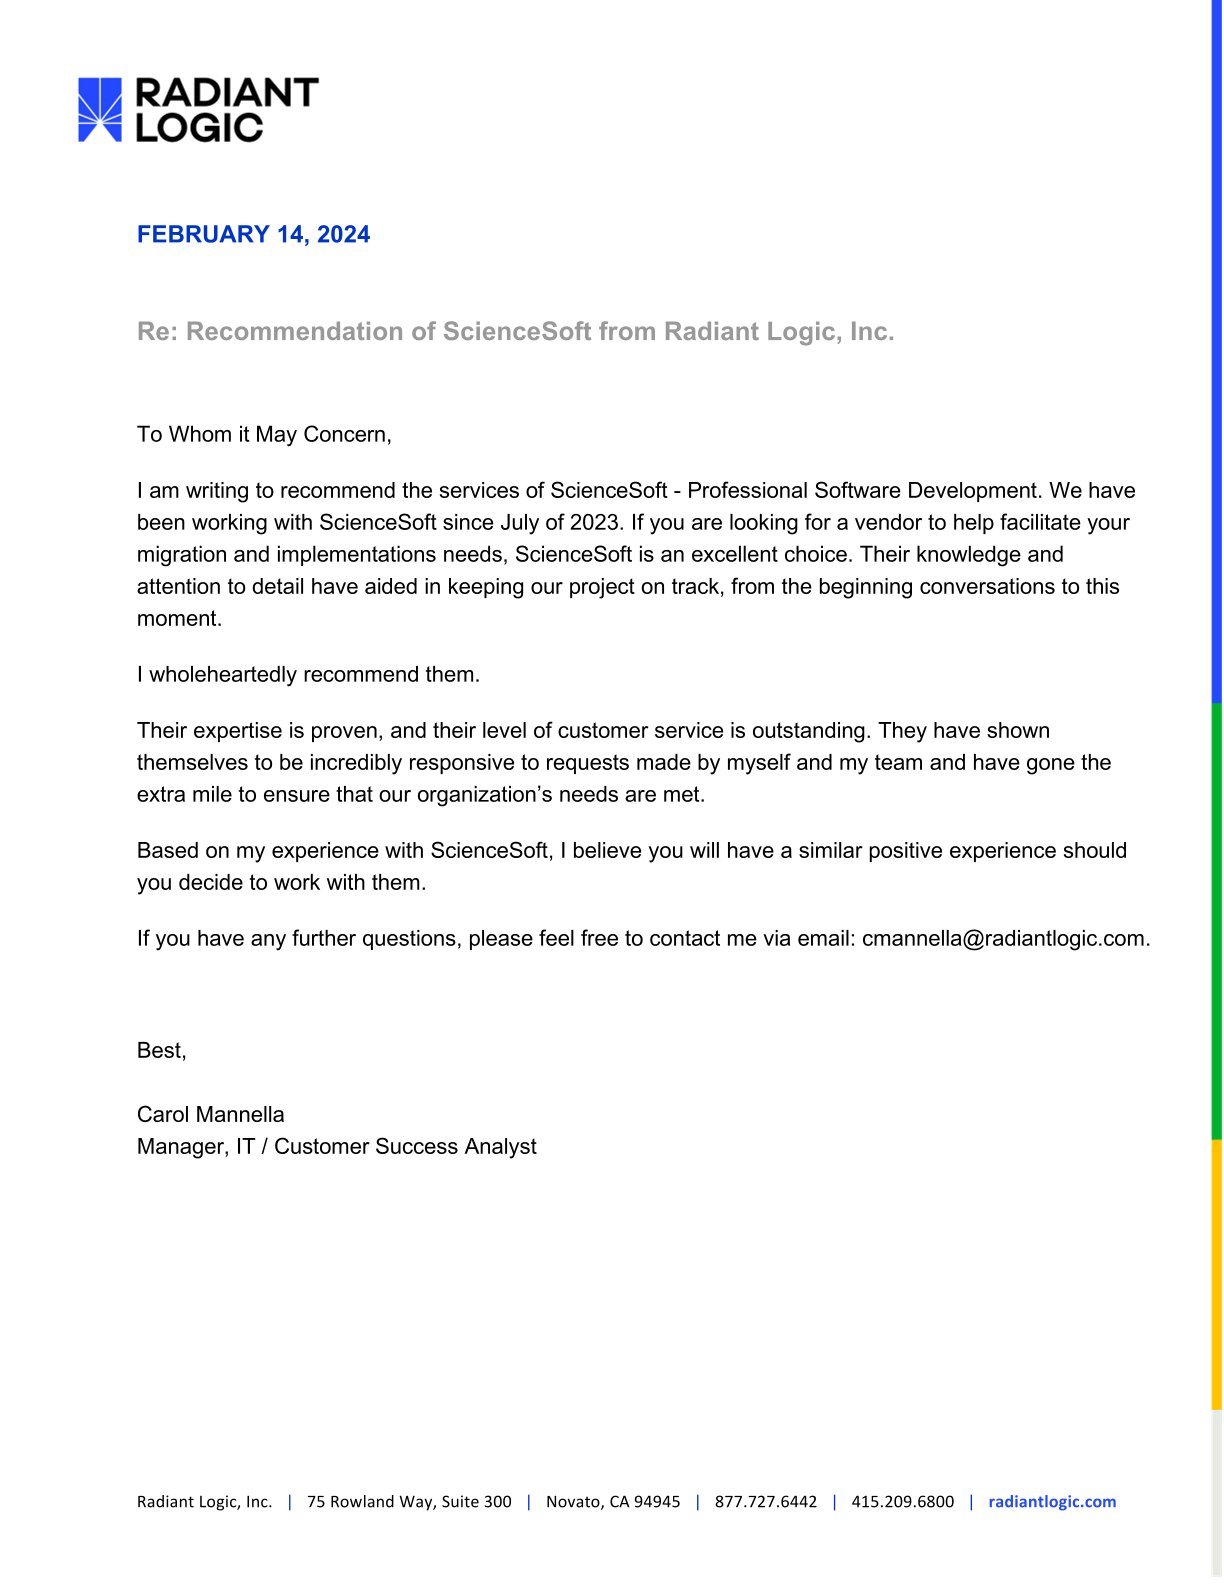 RADIANT
LOGIC
FEBRUARY 14, 2024
Re: Recommendation of ScienceSoft from Radiant Logic, Inc.
To Whom it May Concern,
I am writing to recommend the services of ScienceSoft - Professional Software Development. We have
been working with ScienceSoft since July of 2023. If you are looking for a vendor to help facilitate your
migration and implementations needs, ScienceSoft is an excellent choice. Their knowledge and
attention to detail have aided in keeping our project on track, from the beginning conversations to this
moment.
I wholeheartedly recommend them.
Their expertise is proven, and their level of customer service is outstanding. They have shown
themselves to be incredibly responsive to requests made by myself and my team and have gone the
extra mile to ensure that our organization’s needs are met.
Based on my experience with ScienceSoft, I believe you will have a similar positive experience should
you decide to work with them.
If you have any further questions, please feel free to contact me via email: cmannella@radiantlogic.com.
Best,
Carol Mannella
Manager, IT / Customer Success Analyst
Radiant Logic, Inc. | 75 Rowland Way, Suite 300 | Novato, CA 94945 | 877.727.6442 | 415.209.6800 | radiantlogic.com